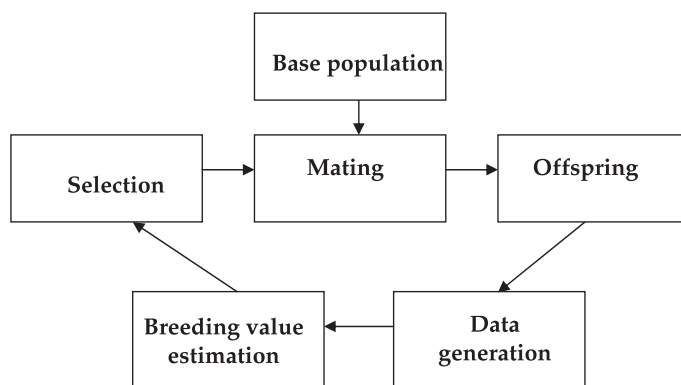 Base population
Selection
Mating
Offspring
Breeding value
estimation
Data
generation